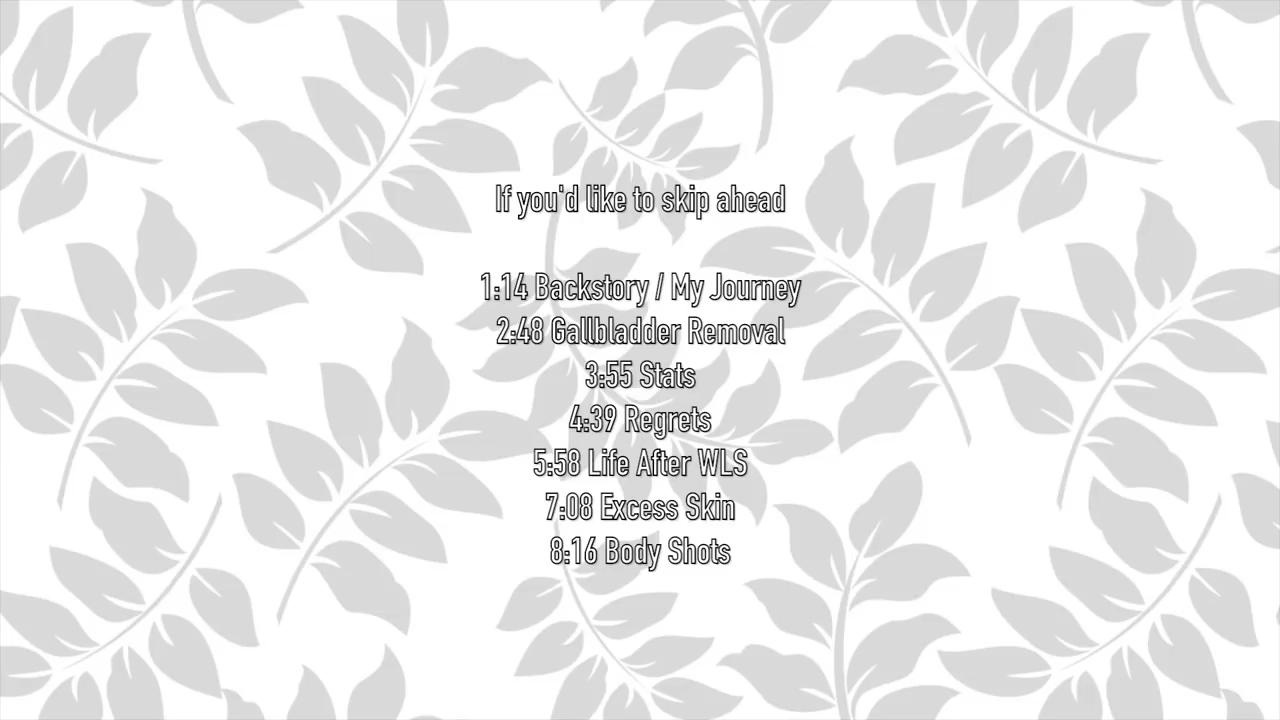 If you'd like to skip ahead
1:14 Backstory / My Journey
2:48 Gallbladder Removal
3:55 Stats
4:39 Regrets
5:58 Life After WLS
7:08 Excess Skin
8:16 Body Shots